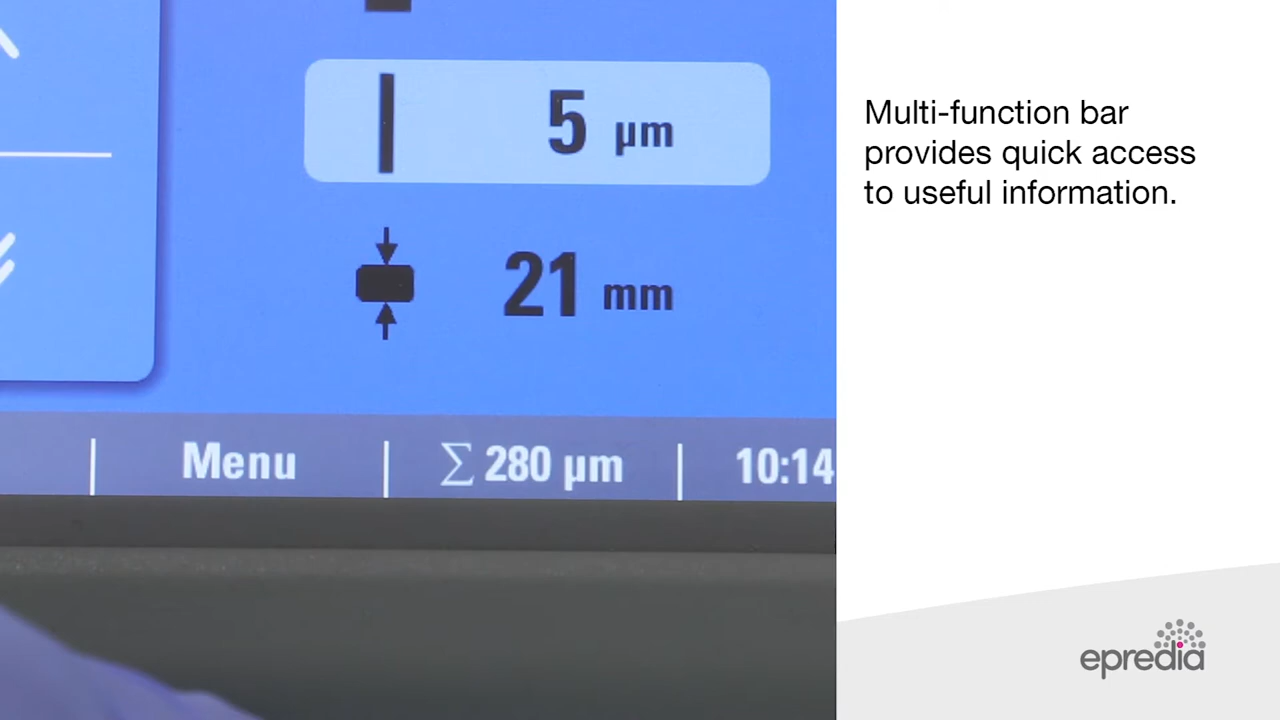 5 µm
21 mm
Menu
∑ 280 µm
10:14
Multi-function bar
provides quick access
to useful information.
epredia